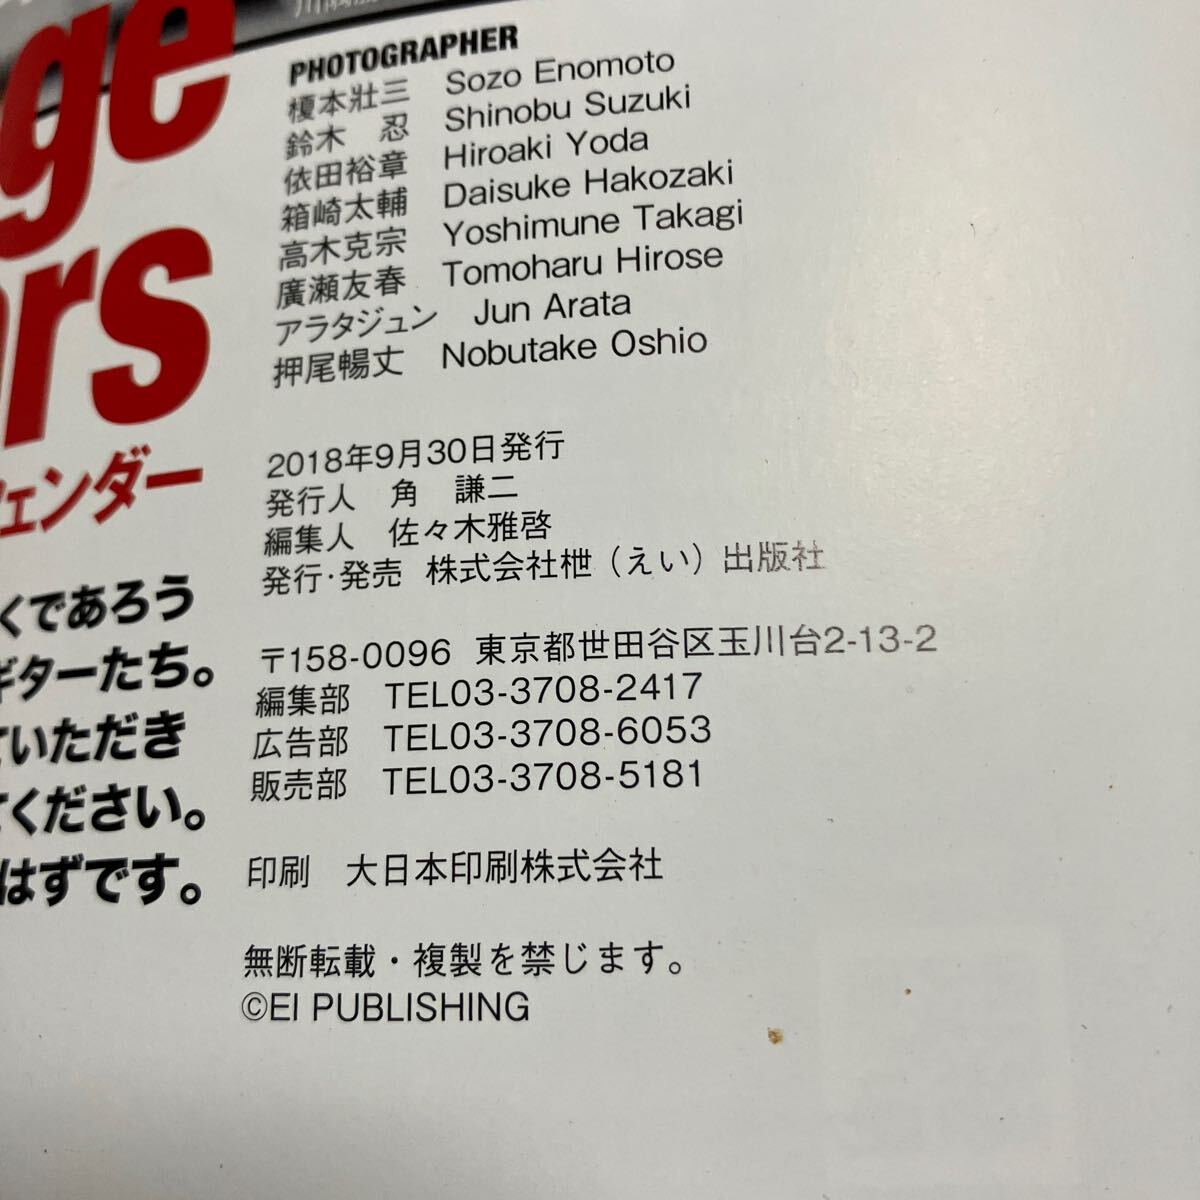 ge
ars
PHOTOGRAPHER
榎本壯三 Sozo Enomoto
鈴木 忍 Shinobu Suzuki
依田裕章 Hiroaki Yoda
箱崎太輔 Daisuke Hakozaki
高木克宗 Yoshimune Takagi
廣瀬友春 Tomoharu Hirose
アラタジュン Jun Arata
押尾暢丈 Nobutake Oshio
2018年9月30日発行
発行人 角 謙二
編集人 佐々木雅啓
発行・発売 株式会社枻（えい）出版社
〒158-0096 東京都世田谷区玉川台2-13-2
編集部 TEL03-3708-2417
広告部 TEL03-3708-6053
販売部 TEL03-3708-5181
印刷 大日本印刷株式会社
無断転載・複製を禁じます。
©EI PUBLISHING
ェンダー
くであろう
ギターたち。
ていただき
てください。
はずです。